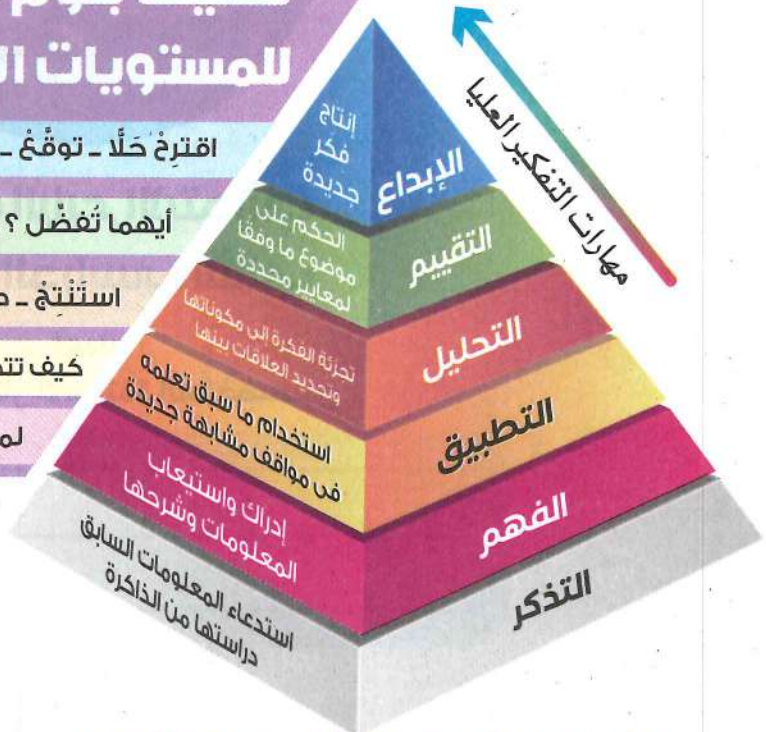 للمستويات
اقترِحْ حَلًّا ـ توقَّعْ ـ
أيهما تُفضِّل ؟
استَنْتِجْ ـ
كيف
مهارات التفكير العليا
إنتاج
فكر
جديدة
الإبداع
الحكم على
موضوع ما وفقًا
لمعايير محددة
التقييم
تجزئة الفكرة إلى مكوناتها
وتحديد العلاقات بينها
التحليل
استخدام ما سبق تعلمه
فى مواقف مشابهة جديدة
التطبيق
إدراك واستيعاب
المعلومات وشرحها
الفهم
استدعاء المعلومات السابق
دراستها من الذاكرة
التذكر